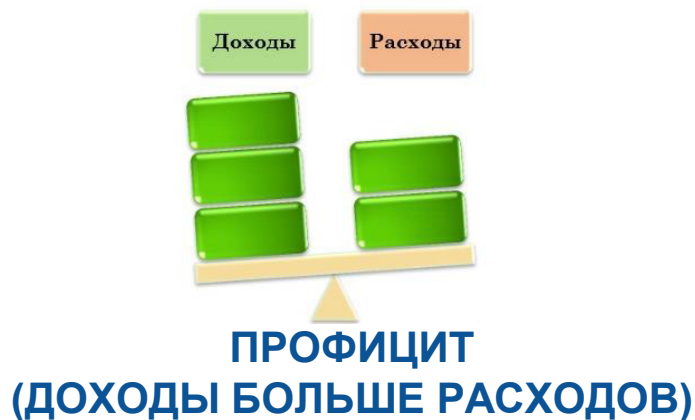 Доходы Расходы
ПРОФИЦИТ
(ДОХОДЫ БОЛЬШЕ РАСХОДОВ)